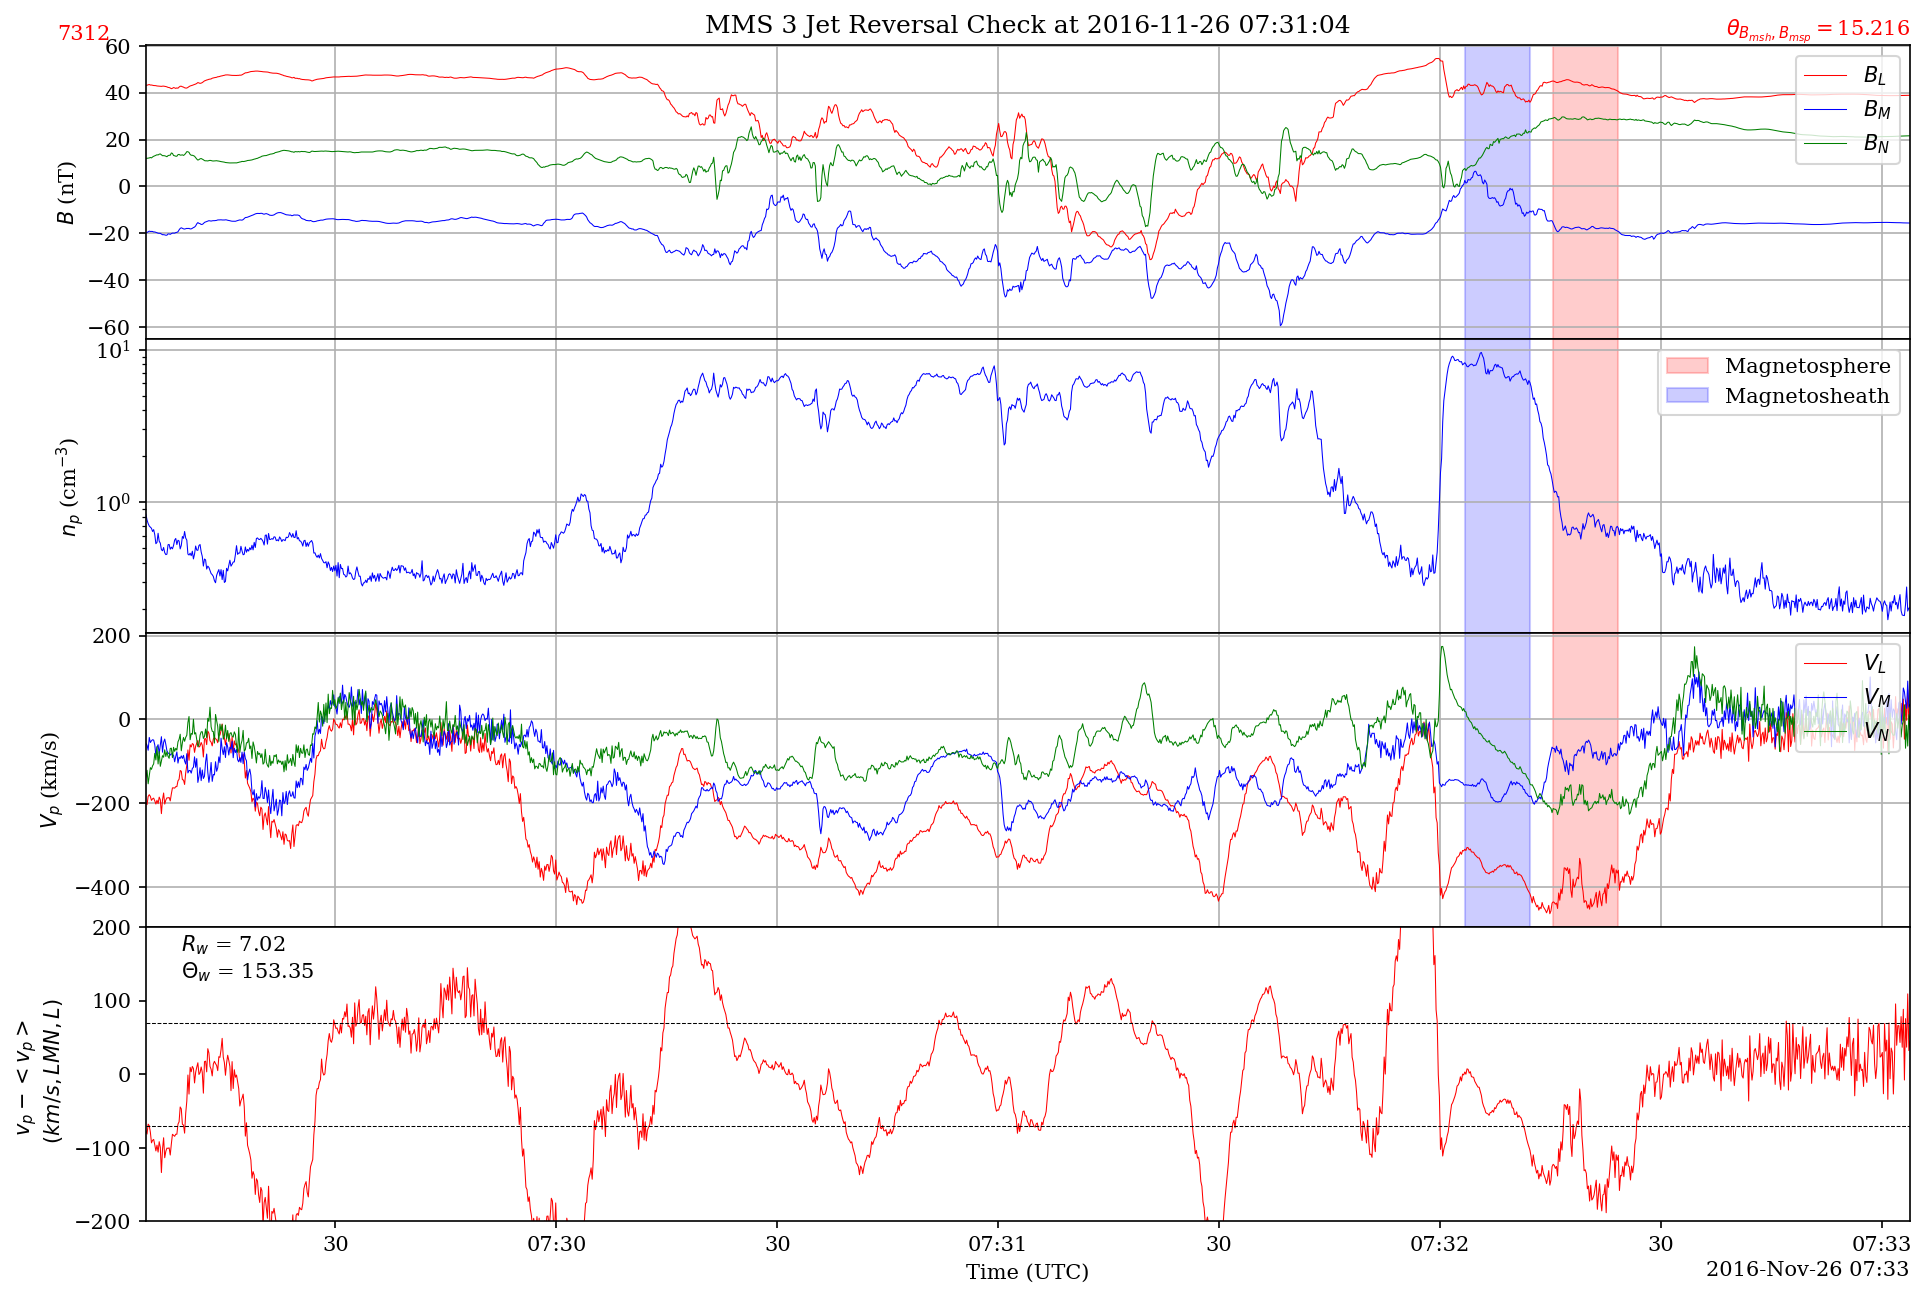 MMS 3 Jet Reversal Check at 2016-11-26 07:31:04
7312
θ_{B_{msh}, B_{msp}} = 15.216
60
40
20
0
−20
−40
−60
B (nT)
B_L
B_M
B_N
10^1
10^0
n_p (cm^{−3})
Magnetosphere
Magnetosheath
200
0
−200
−400
V_p (km/s)
V_L
V_M
V_N
200
100
0
−100
−200
v_p − <v_p>
(km/s, LMN, L)
R_w = 7.02
Θ_w = 153.35
30
07:30
30
07:31
30
07:32
30
07:33
Time (UTC)
2016-Nov-26 07:33